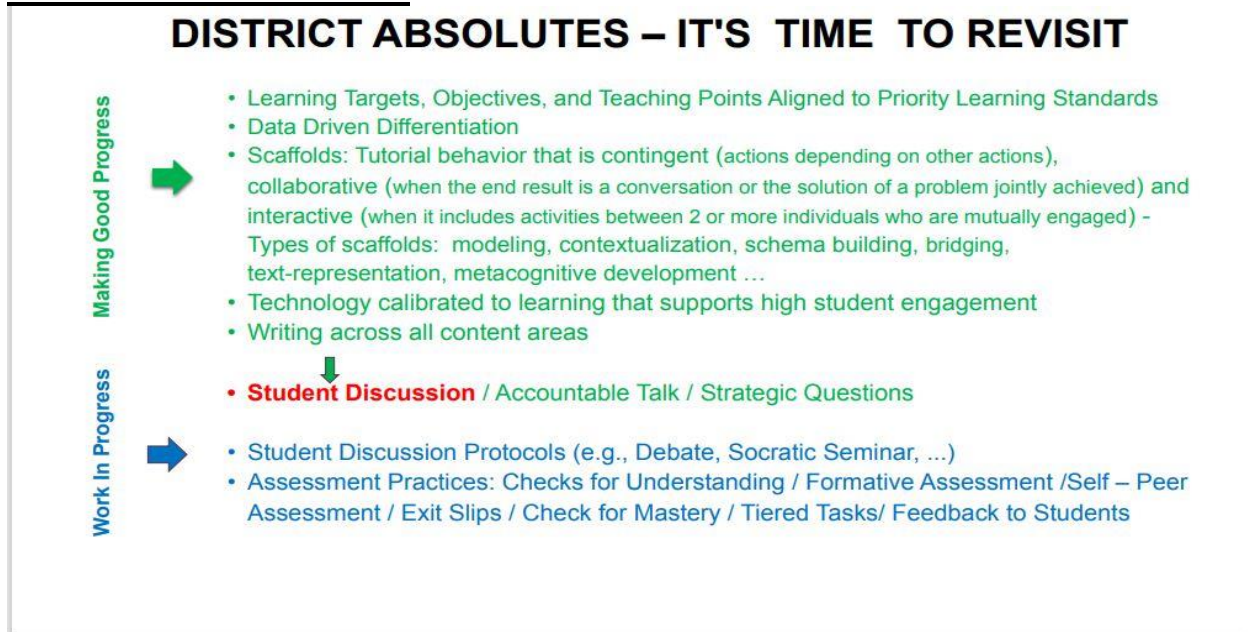 DISTRICT ABSOLUTES – IT'S TIME TO REVISIT
Making Good Progress
• Learning Targets, Objectives, and Teaching Points Aligned to Priority Learning Standards
• Data Driven Differentiation
• Scaffolds: Tutorial behavior that is contingent (actions depending on other actions),
collaborative (when the end result is a conversation or the solution of a problem jointly achieved) and
interactive (when it includes activities between 2 or more individuals who are mutually engaged) -
Types of scaffolds: modeling, contextualization, schema building, bridging,
text-representation, metacognitive development …
• Technology calibrated to learning that supports high student engagement
• Writing across all content areas
• Student Discussion / Accountable Talk / Strategic Questions
Work In Progress
• Student Discussion Protocols (e.g., Debate, Socratic Seminar, ...)
• Assessment Practices: Checks for Understanding / Formative Assessment /Self – Peer
Assessment / Exit Slips / Check for Mastery / Tiered Tasks/ Feedback to Students